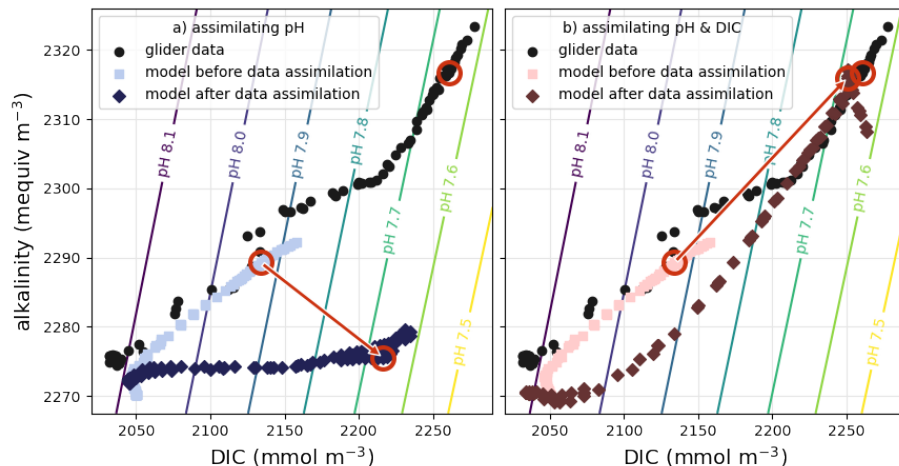 a) assimilating pH
glider data
model before data assimilation
model after data assimilation
pH 8.1
pH 8.0
pH 7.9
pH 7.8
pH 7.7
pH 7.6
pH 7.5
2320
2310
2300
2290
2280
2270
alkalinity (mequiv m⁻³)
2050
2100
2150
2200
2250
DIC (mmol m⁻³)
b) assimilating pH & DIC
glider data
model before data assimilation
model after data assimilation
pH 8.1
pH 8.0
pH 7.9
pH 7.8
pH 7.7
pH 7.6
pH 7.5
2050
2100
2150
2200
2250
DIC (mmol m⁻³)